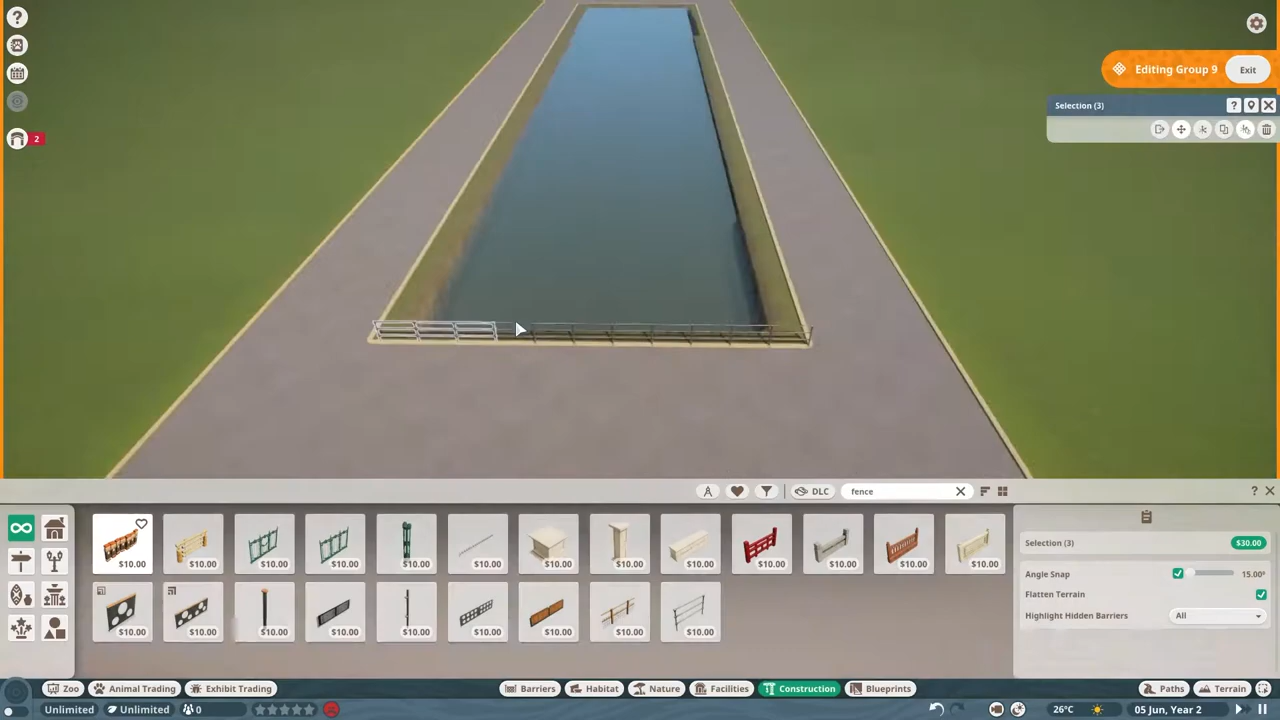 ?
Editing Group 9 Exit
Selection (3) ?
2
DLC fence ?
$10.00 $10.00 $10.00 $10.00 $10.00 $10.00 $10.00 $10.00 $10.00 $10.00 $10.00 $10.00 $10.00
$10.00 $10.00 $10.00 $10.00 $10.00 $10.00 $10.00 $10.00 $10.00
Selection (3) $30.00
Angle Snap 15.00°
Flatten Terrain
Highlight Hidden Barriers All
Zoo Animal Trading Exhibit Trading Barriers Habitat Nature Facilities Construction Blueprints Paths Terrain
Unlimited Unlimited 0 26°C 05 Jun, Year 2